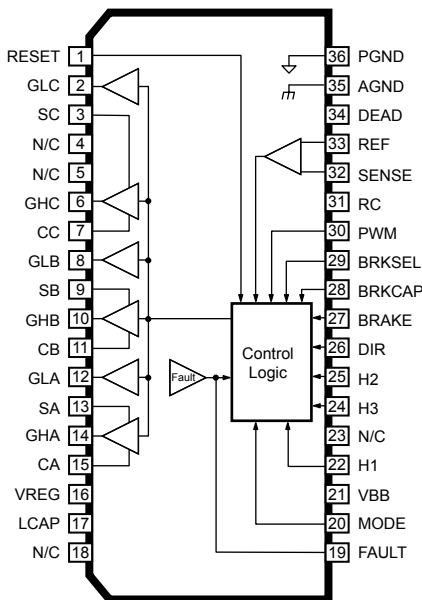 RESET 1
GLC 2
SC 3
N/C 4
N/C 5
GHC 6
CC 7
GLB 8
SB 9
GHB 10
CB 11
GLA 12
SA 13
GHA 14
CA 15
VREG 16
LCAP 17
N/C 18
Fault
Control
Logic
36 PGND
35 AGND
34 DEAD
33 REF
32 SENSE
31 RC
30 PWM
29 BRKSEL
28 BRKCAP
27 BRAKE
26 DIR
25 H2
24 H3
23 N/C
22 H1
21 VBB
20 MODE
19 FAULT